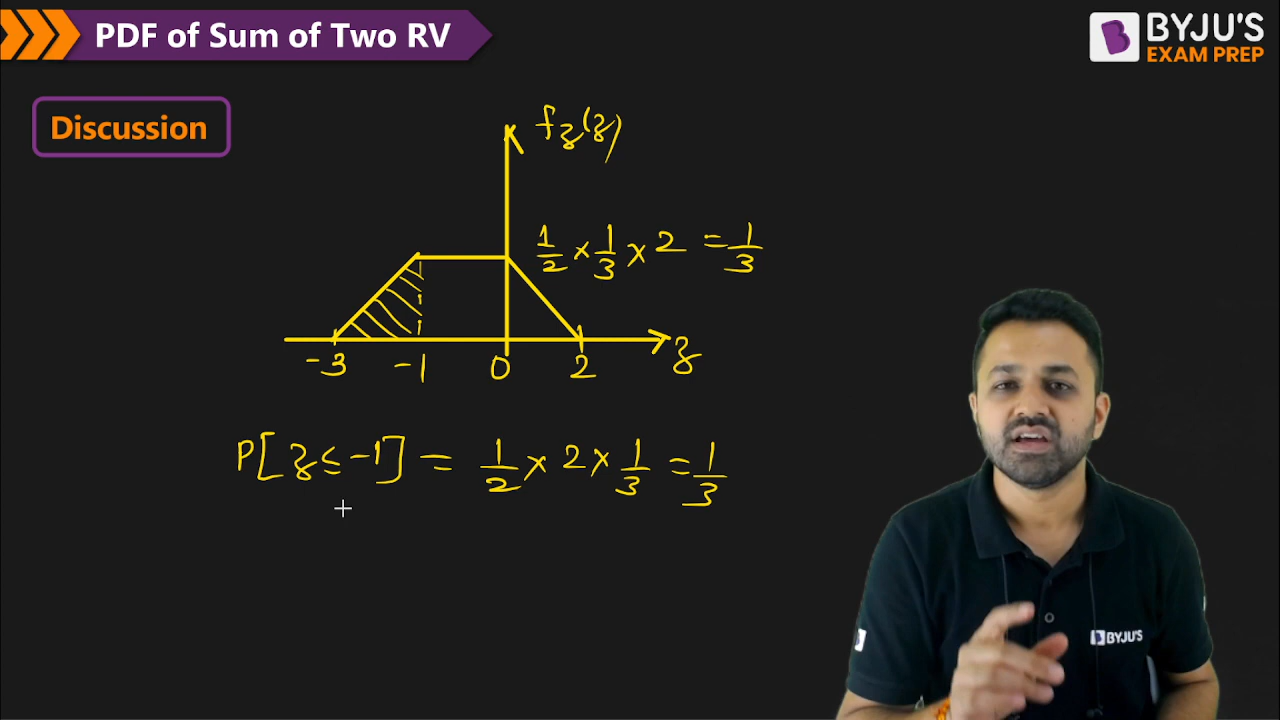 PDF of Sum of Two RV
BYJU'S
EXAM PREP
Discussion
f_z(z)
1/2 × 1/3 × 2 = 1/3
-3 -1 0 2 z
P[z ≤ -1] = 1/2 × 2 × 1/3 = 1/3
BYJU'S